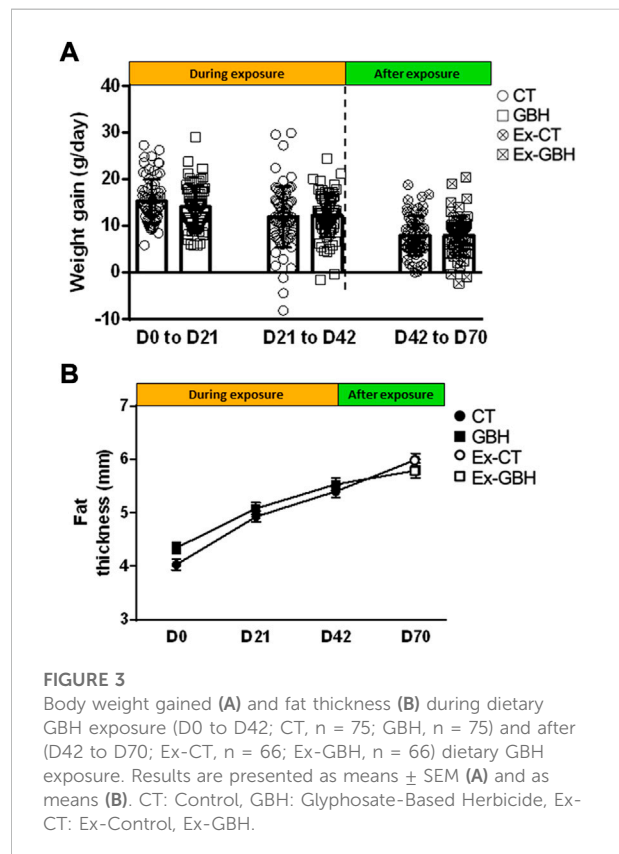 A
During exposure
After exposure
40
30
20
10
0
-10
Weight gain (g/day)
CT
GBH
Ex-CT
Ex-GBH
D0 to D21
D21 to D42
D42 to D70
B
During exposure
After exposure
7
6
5
4
3
Fat
thickness (mm)
CT
GBH
Ex-CT
Ex-GBH
D0
D21
D42
D70
FIGURE 3
Body weight gained (A) and fat thickness (B) during dietary
GBH exposure (D0 to D42; CT, n = 75; GBH, n = 75) and after
(D42 to D70; Ex-CT, n = 66; Ex-GBH, n = 66) dietary GBH
exposure. Results are presented as means ± SEM (A) and as
means (B). CT: Control, GBH: Glyphosate-Based Herbicide, Ex-
CT: Ex-Control, Ex-GBH.